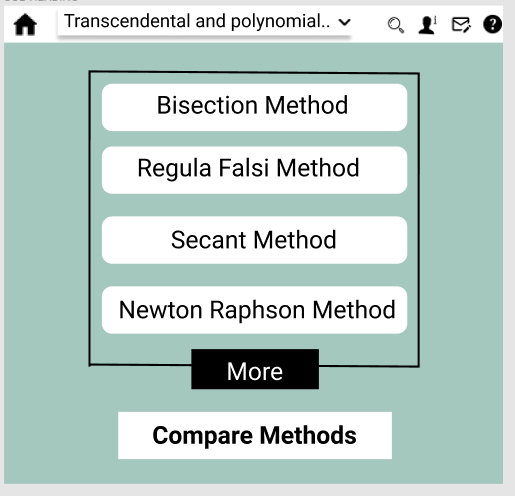 Transcendental and polynomial..
Bisection Method
Regula Falsi Method
Secant Method
Newton Raphson Method
More
Compare Methods